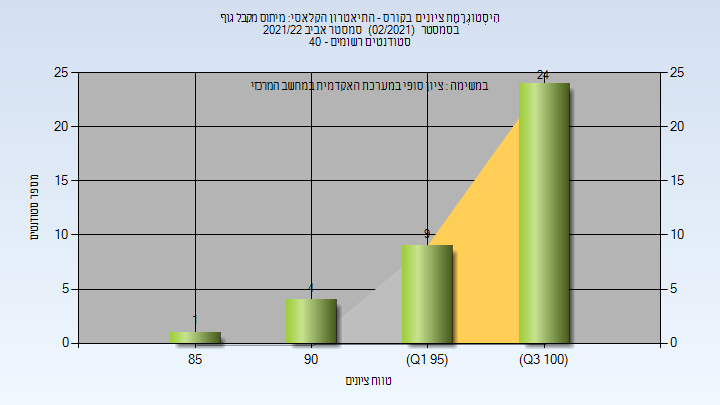 היסטוגרמת ציונים בקורס - התיאטרון הקלאסי: מיתוס מקבל גוף
בסמסטר (02/2021) סמסטר אביב 2021/22
סטודנטים רשומים - 40
במשימה : ציון סופי במערכת האקדמית במחשב המרכזי
מספר סטודנטים
25
20
15
10
5
0
25
20
15
10
5
0
1
4
9
24
85
90
(Q1 95)
(Q3 100)
טווח ציונים